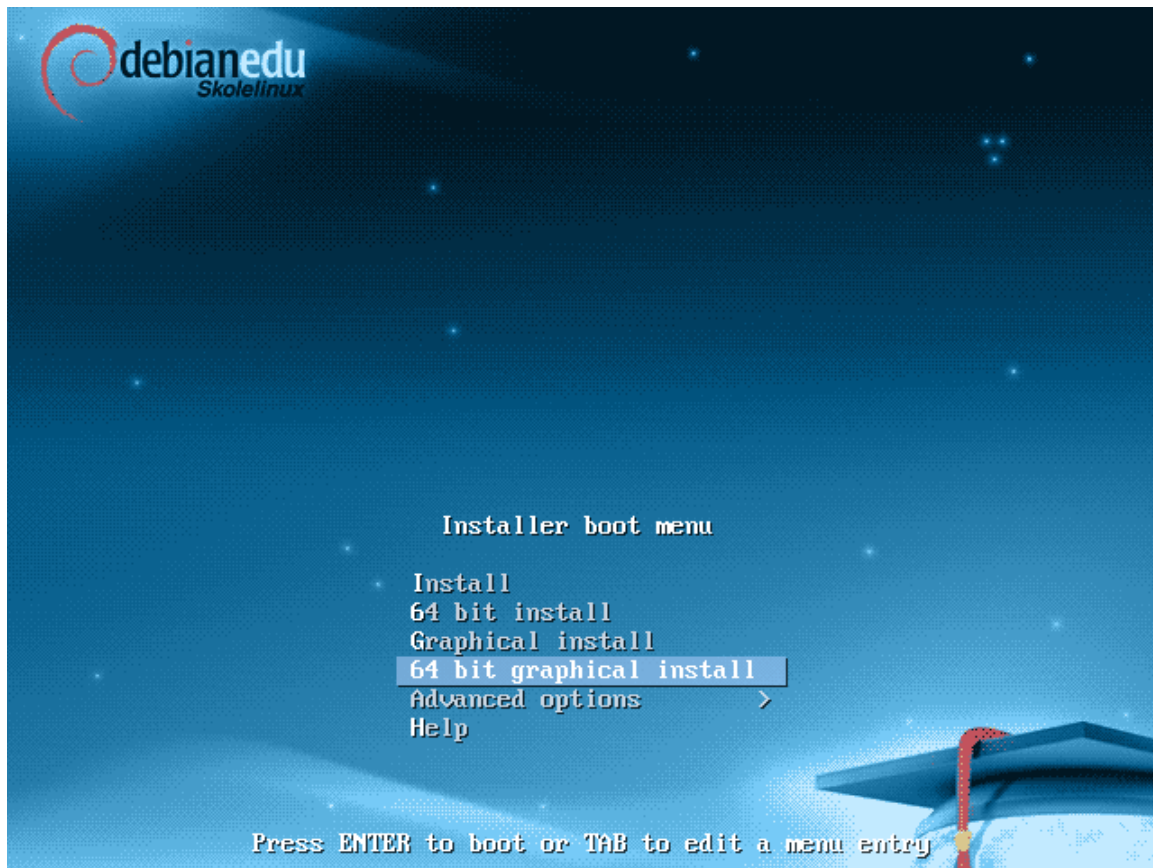 debianedu
Skolelinux
Installer boot menu
Install
64 bit install
Graphical install
64 bit graphical install
Advanced options >
Help
Press ENTER to boot or TAB to edit a menu entry